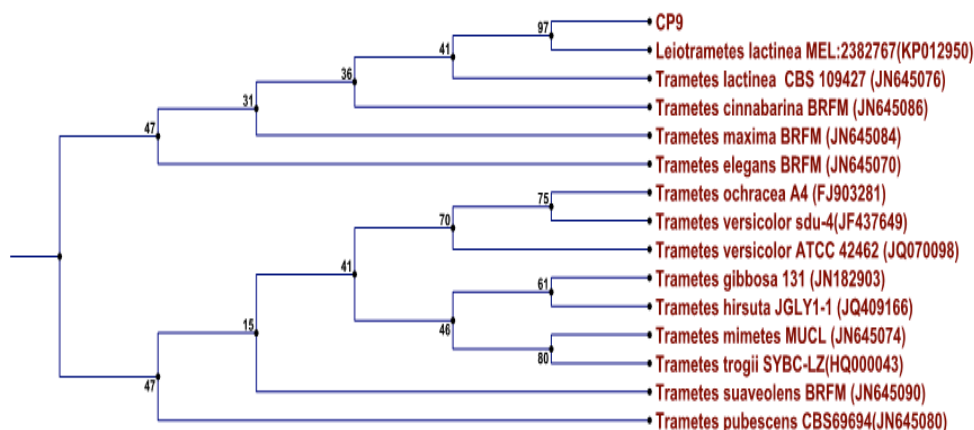 CP9
97
Leiotrametes lactinea MEL:2382767(KP012950)
41
Trametes lactinea CBS 109427 (JN645076)
36
Trametes cinnabarina BRFM (JN645086)
31
Trametes maxima BRFM (JN645084)
47
Trametes elegans BRFM (JN645070)
Trametes ochracea A4 (FJ903281)
75
Trametes versicolor sdu-4(JF437649)
70
Trametes versicolor ATCC 42462 (JQ070098)
41
Trametes gibbosa 131 (JN182903)
61
Trametes hirsuta JGLY1-1 (JQ409166)
46
15
Trametes mimetes MUCL (JN645074)
80
Trametes trogii SYBC-LZ(HQ000043)
47
Trametes suaveolens BRFM (JN645090)
Trametes pubescens CBS69694(JN645080)